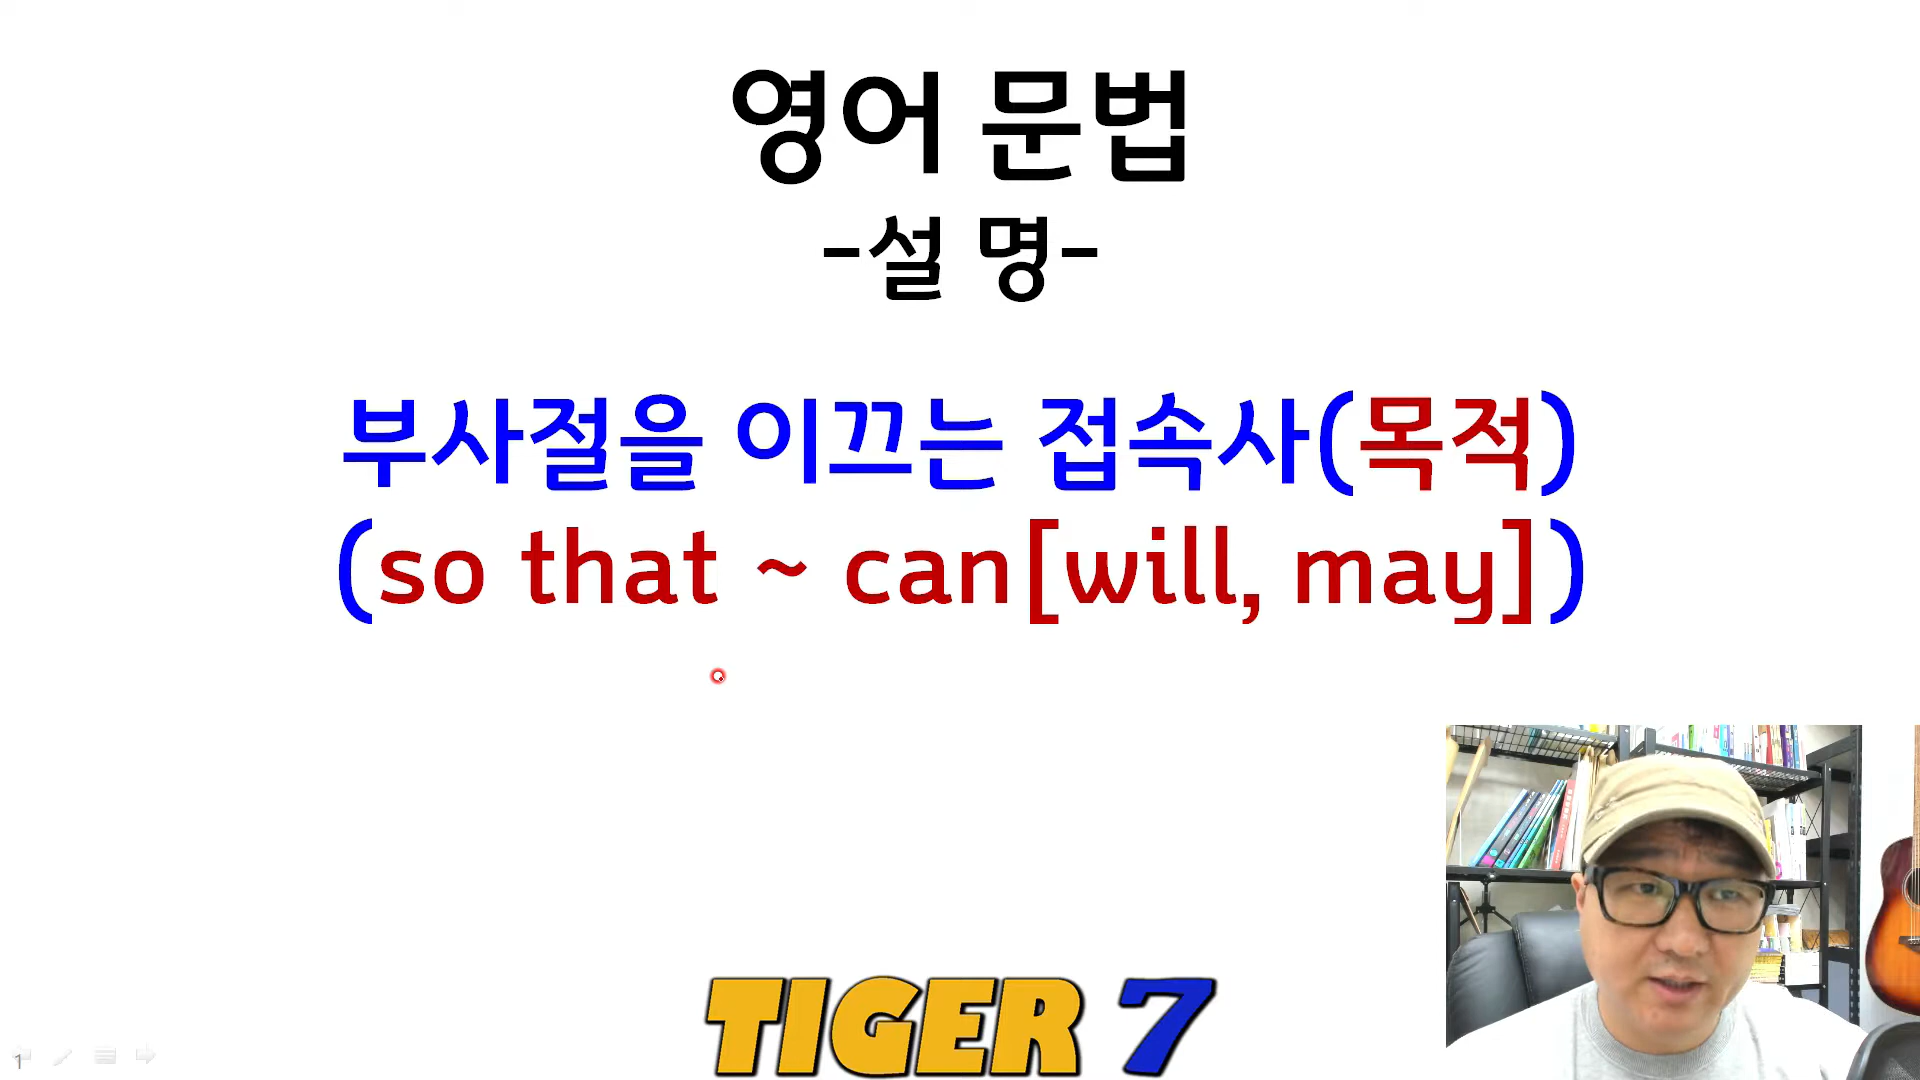 영어 문법
-설 명-
부사절을 이끄는 접속사(목적)
(so that ~ can[will, may])
TIGER 7
1